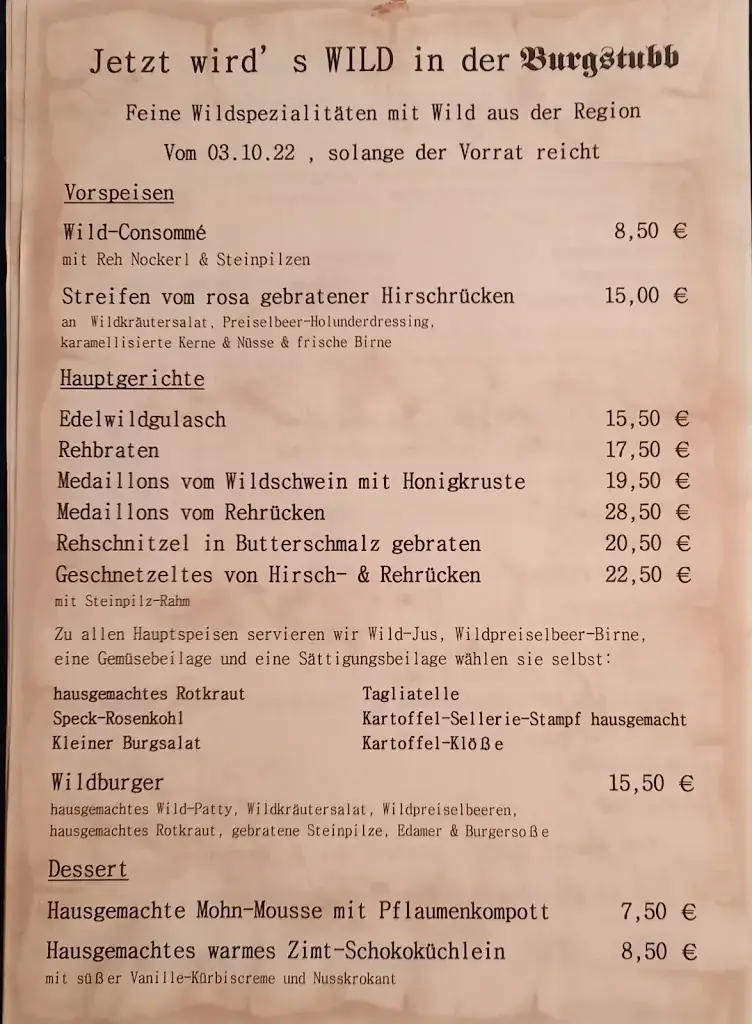 Jetzt wird' s WILD in der Burgstubb
Feine Wildspezialitäten mit Wild aus der Region
Vom 03.10.22 , solange der Vorrat reicht
Vorspeisen
Wild-Consommé 8,50 €
mit Reh Nockerl & Steinpilzen
Streifen vom rosa gebratener Hirschrücken 15,00 €
an Wildkräutersalat, Preiselbeer-Holunderdressing,
karamellisierte Kerne & Nüsse & frische Birne
Hauptgerichte
Edelwildgulasch 15,50 €
Rehbraten 17,50 €
Medaillons vom Wildschwein mit Honigkruste 19,50 €
Medaillons vom Rehrücken 28,50 €
Rehschnitzel in Butterschmalz gebraten 20,50 €
Geschnetzeltes von Hirsch- & Rehrücken 22,50 €
mit Steinpilz-Rahm
Zu allen Hauptspeisen servieren wir Wild-Jus, Wildpreiselbeer-Birne,
eine Gemüsebeilage und eine Sättigungsbeilage wählen sie selbst:
hausgemachtes Rotkraut Tagliatelle
Speck-Rosenkohl Kartoffel-Sellerie-Stampf hausgemacht
Kleiner Burgsalat Kartoffel-Klöße
Wildburger 15,50 €
hausgemachtes Wild-Patty, Wildkräutersalat, Wildpreiselbeeren,
hausgemachtes Rotkraut, gebratene Steinpilze, Edamer & Burgersoße
Dessert
Hausgemachte Mohn-Mousse mit Pflaumenkompott 7,50 €
Hausgemachtes warmes Zimt-Schokoküchlein 8,50 €
mit süßer Vanille-Kürbiscreme und Nusskrokant